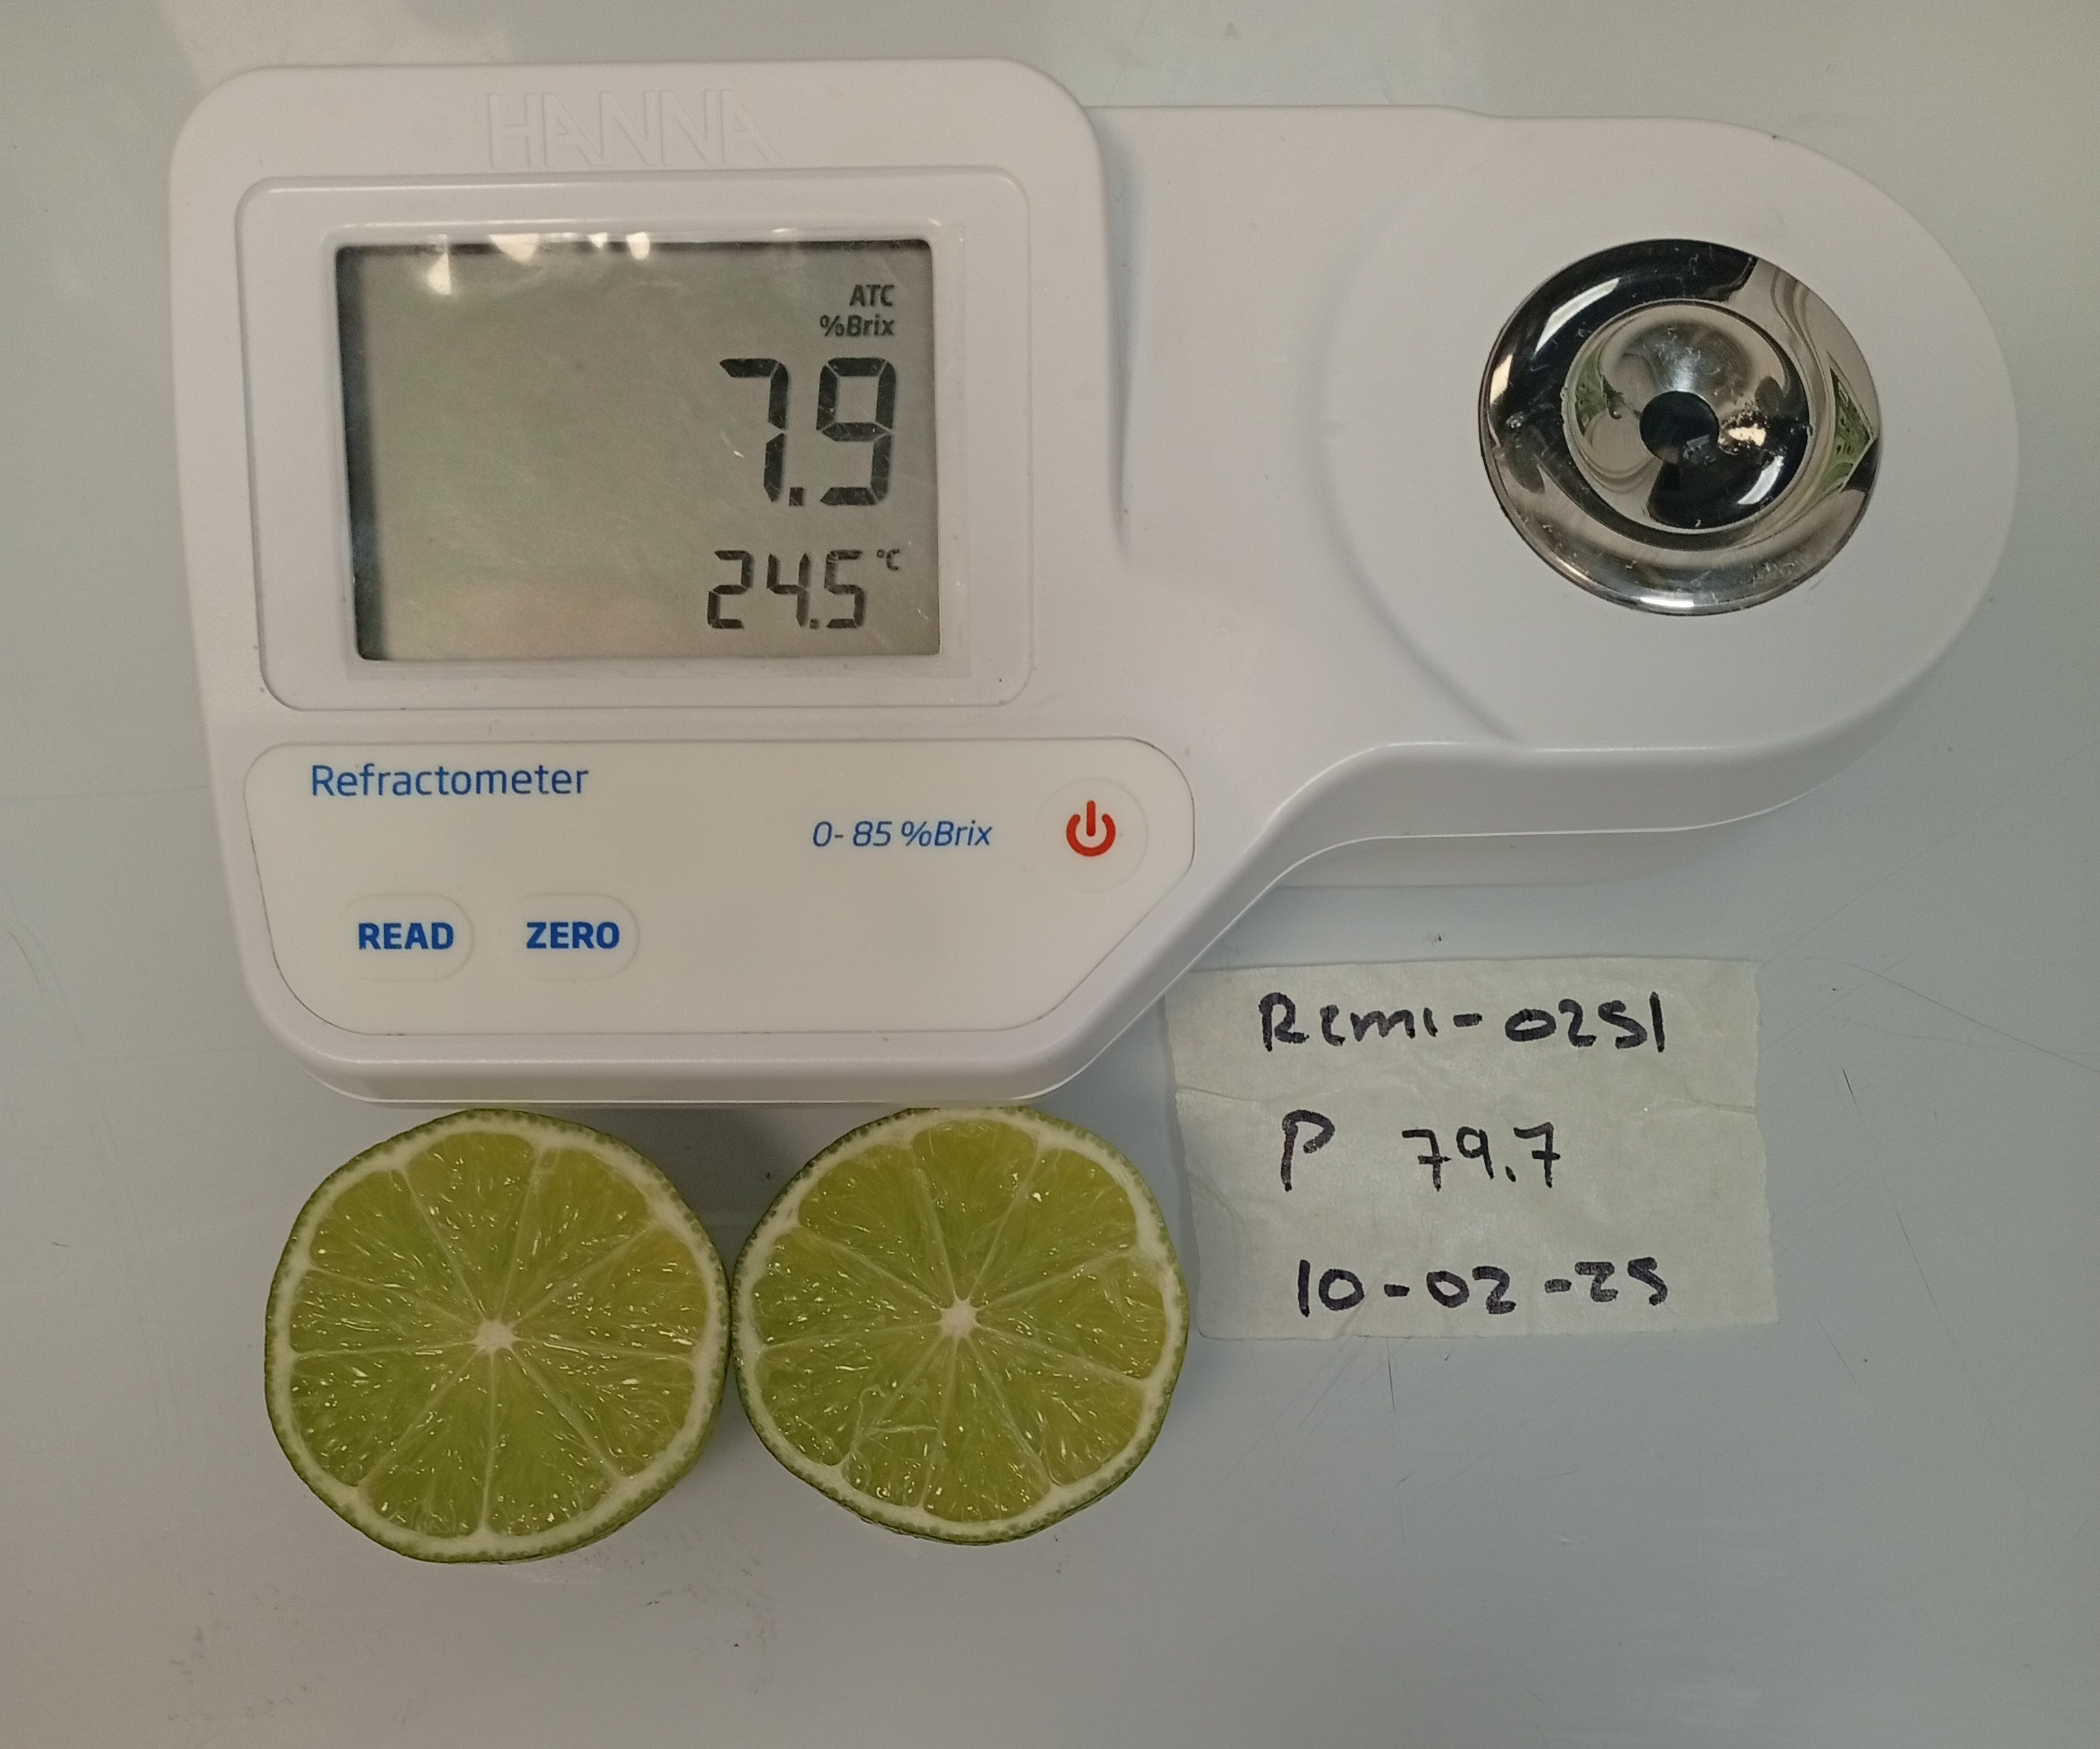 HANNA
ATC
%Brix
7.9
24.5 °C
Refractometer
0- 85 %Brix
READ ZERO
Remi-0251
P 79.7
10-02-25